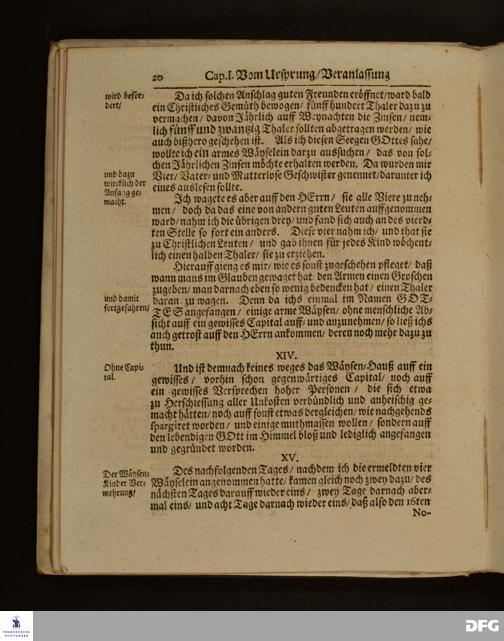 20 Cap. I. Vom Ursprung/ Veranlassung
wird beför-
dert/
Da ich solchen Anschlag guten Freunden eröffnet/ ward bald
ein Christliches Gemüth bewogen/ fünff hundert Thaler dazu zu
vermachen/ davon Jährlich auff Weynachten die Zinsen/ nem-
lich fünff und zwantzig Thaler sollten abgetragen werden/ wie
auch bißhero geschehen ist. Als ich diesen Seegen GOttes sahe/
wollte ich ein armes Wäyselein darzu aussuchen/ das von sol-
chen Jährlichen Zinsen möchte erhalten werden. Da wurden mir
und dazu
wircklich der
Anfang ge-
macht.
Vier/ Vater- und Mutterlose Geschwister genennet/ darunter ich
eines auslesen sollte.
Ich wagete es aber auff den HErrn/ sie alle Viere zu neh-
men/ doch da das eine von andern guten Leuten auffgenommen
ward/ nahm ich die übrigen drey/ und fand sich auch an des vierd-
ten Stelle so fort ein anders. Diese vier nahm ich/ und that sie
zu Christlichen Leuten/ und gab ihnen für jedes Kind wöchent-
lich einen halben Thaler/ sie zu erziehen.
Hierauff gieng es mir/ wie es sonst zugeschehen pfleget/ daß
wann mans im Glauben gewaget hat den Armen einen Groschen
zugeben/ man darnach eben so wenig bedencken hat/ einen Thaler
und damit
fortgefahren/
daran zu wagen. Denn da ichs einmal im Namen GOT-
TES angefangen/ einige arme Wäysen/ ohne menschliche Ab-
sicht auff ein gewisses Capital auff- und anzunehmen/ so ließ ichs
auch getrost auff den HErrn ankommen/ deren noch mehr dazu zu
thun.
XIV.
Ohne Capi-
tal.
Und ist demnach keines weges das Wäysen-Hauß auff ein
gewisses/ vorhin schon gegenwärtiges Capital/ noch auff
ein gewisses Versprechen hoher Personen/ die sich etwa
zu Herschiessung aller Unkosten verbündlich und anheischig ge-
macht hätten/ noch auff sonst etwas dergleichen/ wie nachgehends
spargiret worden/ und einige muthmassen wollen/ sondern auff
den lebendigen GOtt im Himmel bloß und lediglich angefangen
und gegründet worden.
XV.
Der Wäysen-
Kinder Ver-
mehrung/
Des nachfolgenden Tages/ nachdem ich die ermeldten vier
Wäyselein angenommen hatte/ kamen gleich noch zwey dazu/ des
nächsten Tages darauff wieder eins/ zwey Tage darnach aber-
mal eins/ und acht Tage darnach wieder eins/ daß also den 16ten
No-
FRANCKESCHE
STIFTUNGEN
DFG